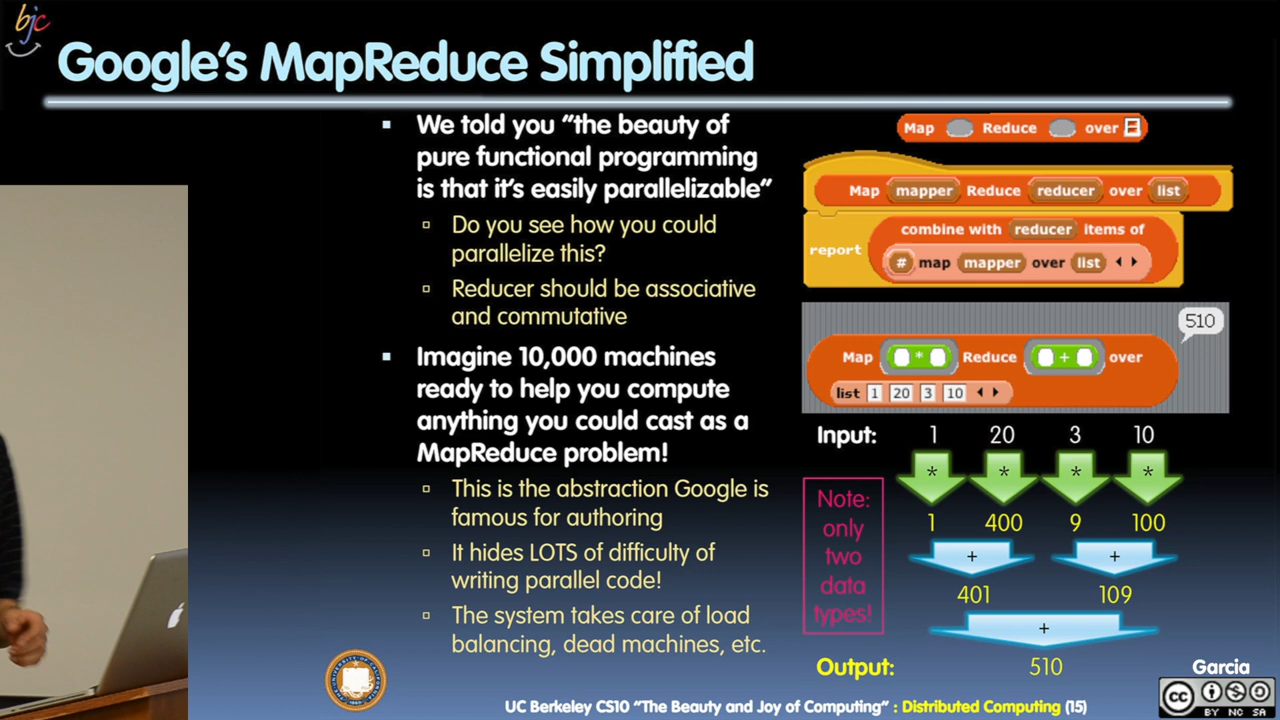 bjc
Google's MapReduce Simplified
We told you "the beauty of
pure functional programming
is that it's easily parallelizable"
Do you see how you could
parallelize this?
Reducer should be associative
and commutative
Imagine 10,000 machines
ready to help you compute
anything you could cast as a
MapReduce problem!
This is the abstraction Google is
famous for authoring
It hides LOTS of difficulty of
writing parallel code!
The system takes care of load
balancing, dead machines, etc.
Map Reduce over
Map mapper Reduce reducer over list
combine with reducer items of
report
# map mapper over list
510
Map * Reduce + over
list 1 20 3 10
Input: 1 20 3 10
* * * *
1 400 9 100
+ +
401 109
+
Output: 510
Note:
only
two
data
types!
Garcia
UC Berkeley CS10 "The Beauty and Joy of Computing" : Distributed Computing (15)
cc
BY NC SA